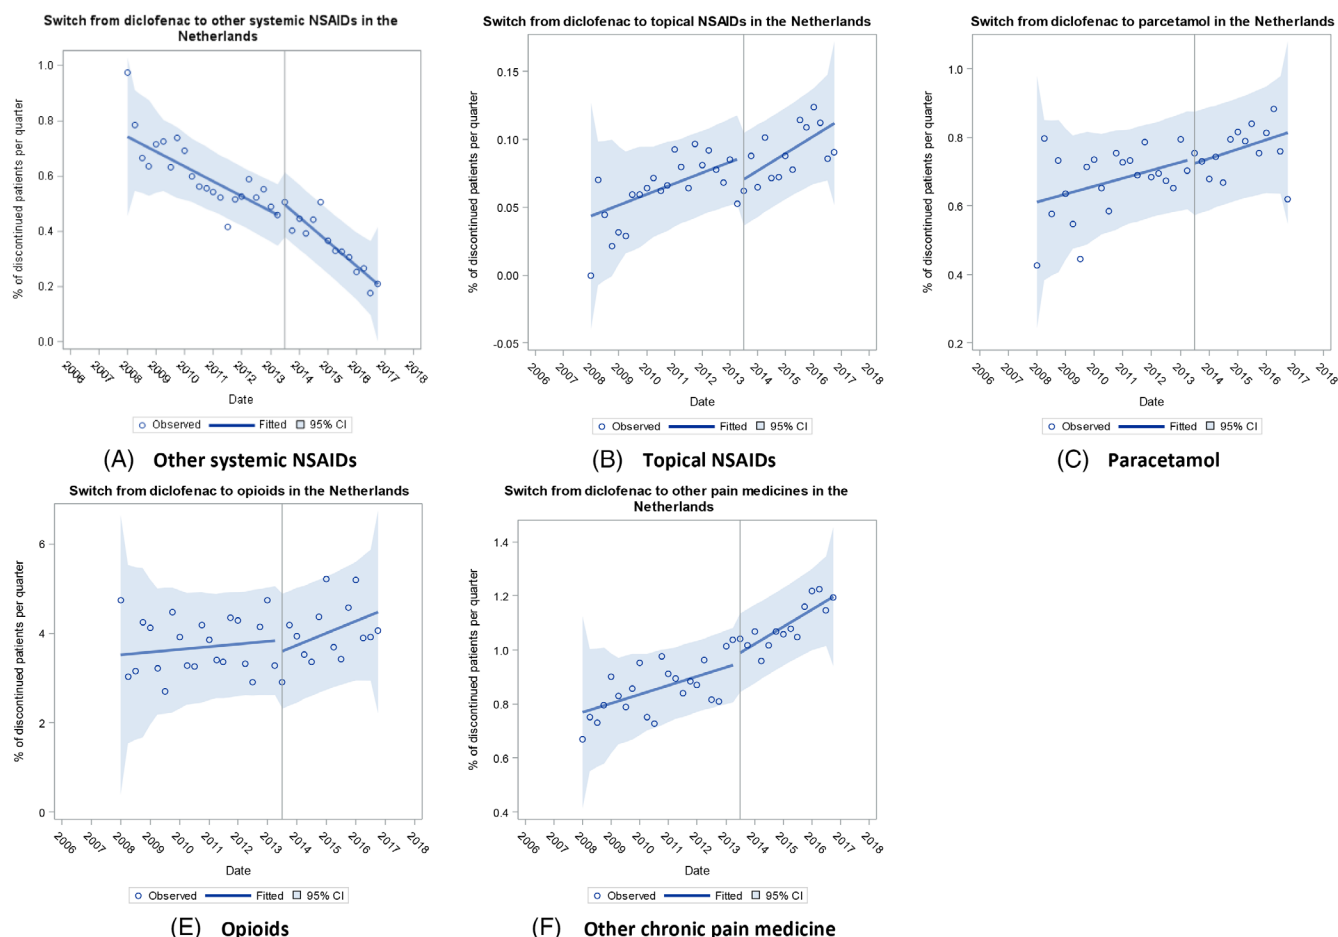 Switch from diclofenac to other systemic NSAIDs in the
Netherlands
% of discontinued patients per quarter
1.0
0.8
0.6
0.4
0.2
0.0
2006 2007 2008 2009 2010 2011 2012 2013 2014 2015 2016 2017 2018
Date
Observed Fitted 95% CI
(A) Other systemic NSAIDs
Switch from diclofenac to topical NSAIDs in the Netherlands
% of discontinued patients per quarter
0.15
0.10
0.05
0.00
-0.05
2006 2007 2008 2009 2010 2011 2012 2013 2014 2015 2016 2017 2018
Date
Observed Fitted 95% CI
(B) Topical NSAIDs
Switch from diclofenac to parcetamol in the Netherlands
% of discontinued patients per quarter
1.0
0.8
0.6
0.4
0.2
2006 2007 2008 2009 2010 2011 2012 2013 2014 2015 2016 2017 2018
Date
Observed Fitted 95% CI
(C) Paracetamol
Switch from diclofenac to opioids in the Netherlands
% of discontinued patients per quarter
6
4
2
0
2006 2007 2008 2009 2010 2011 2012 2013 2014 2015 2016 2017 2018
Date
Observed Fitted 95% CI
(E) Opioids
Switch from diclofenac to other pain medicines in the
Netherlands
% of discontinued patients per quarter
1.4
1.2
1.0
0.8
0.6
0.4
2006 2007 2008 2009 2010 2011 2012 2013 2014 2015 2016 2017 2018
Date
Observed Fitted 95% CI
(F) Other chronic pain medicine